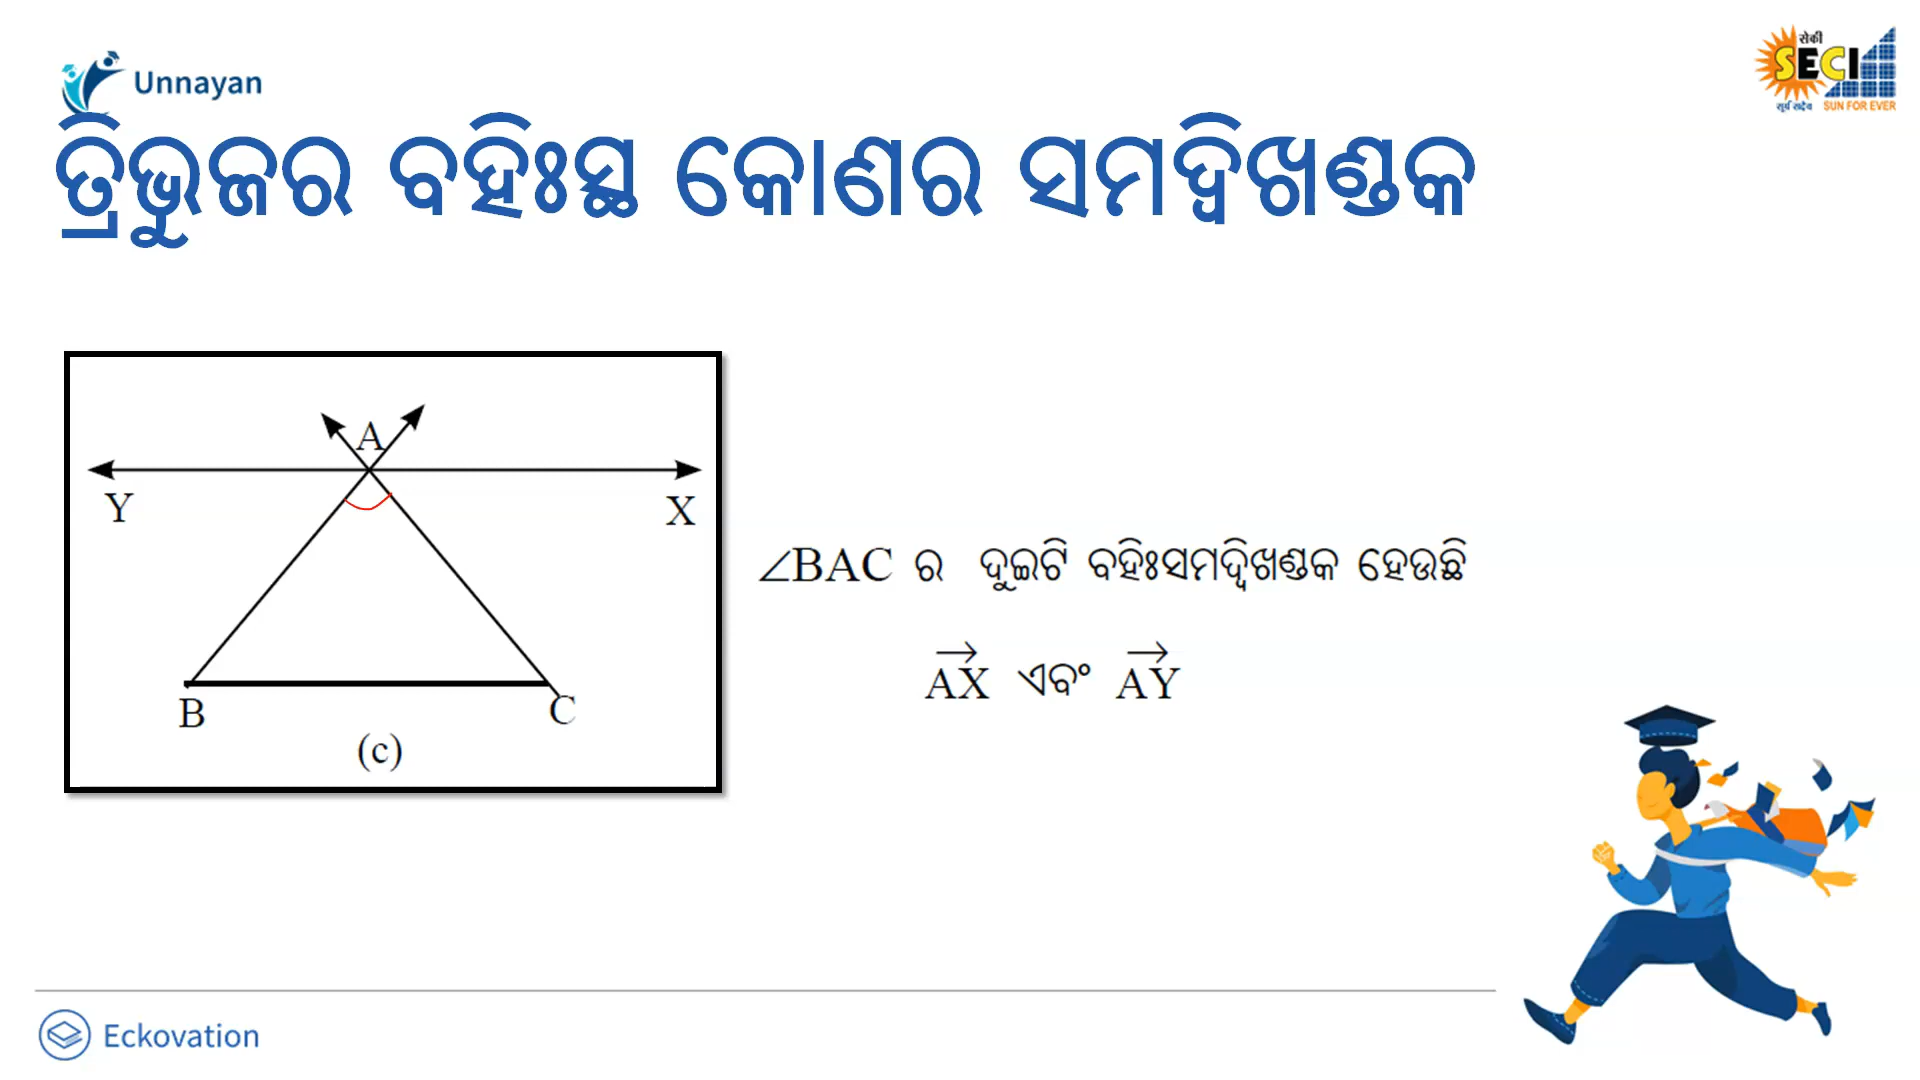 Unnayan
सेकी
SECI
सूर्य सदैव SUN FOR EVER
ତ୍ରିଭୁଜର ବହିଃସ୍ଥ କୋଣର ସମଦ୍ୱିଖଣ୍ଡକ
A
Y X
B C
(c)
∠BAC ର ଦୁଇଟି ବହିଃସମଦ୍ୱିଖଣ୍ଡକ ହେଉଛି
→AX ଏବଂ →AY
Eckovation